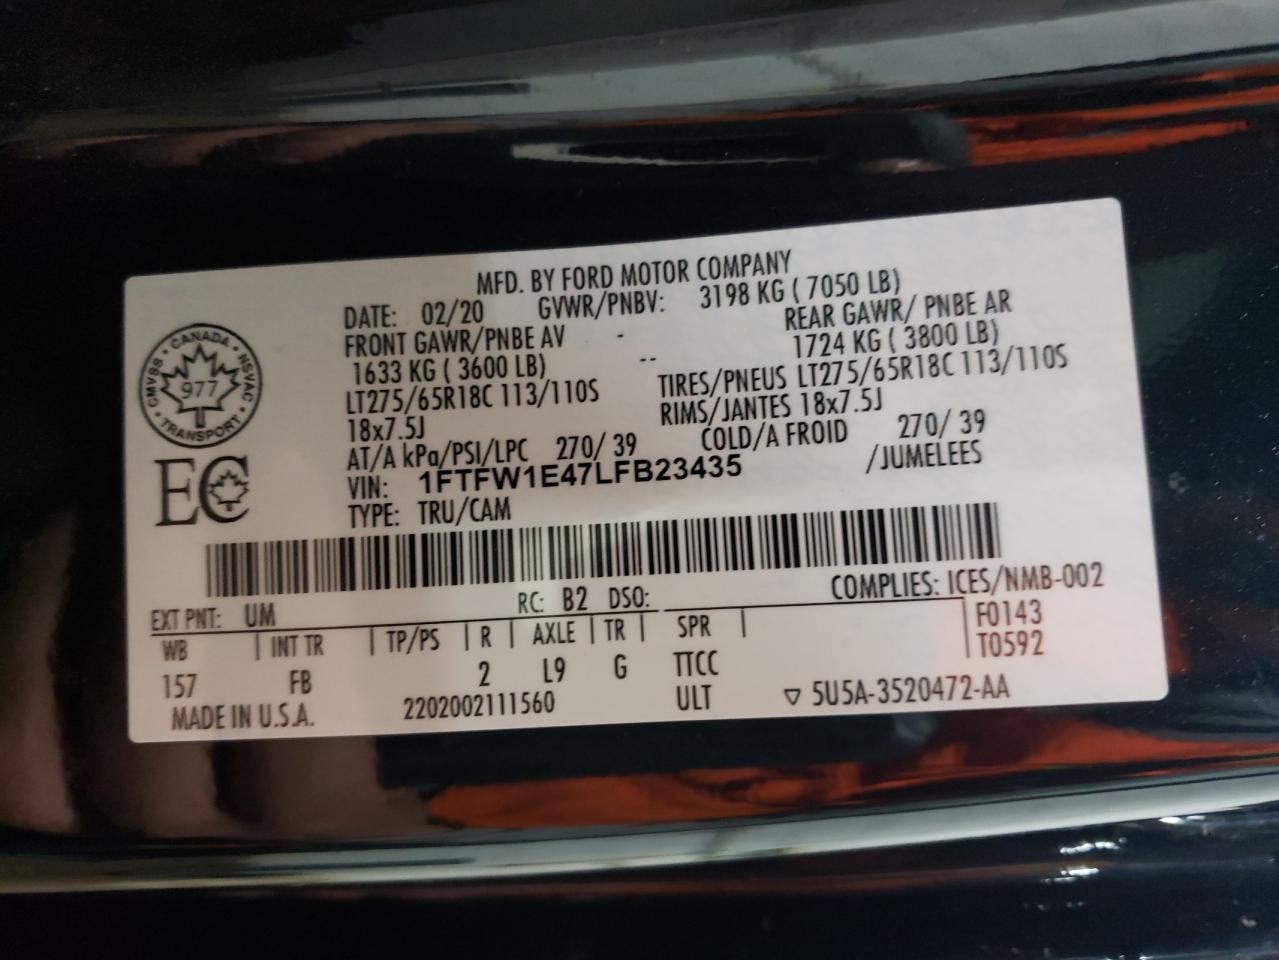 MFD. BY FORD MOTOR COMPANY
DATE: 02/20 GVWR/PNBV: 3198 KG ( 7050 LB)
FRONT GAWR/PNBE AV - REAR GAWR/ PNBE AR
1633 KG ( 3600 LB) -- 1724 KG ( 3800 LB)
LT275/65R18C 113/110S TIRES/PNEUS LT275/65R18C 113/110S
18x7.5J RIMS/JANTES 18x7.5J
AT/A kPa/PSI/LPC 270/ 39 COLD/A FROID 270/ 39
VIN: 1FTFW1E47LFB23435 /JUMELEES
TYPE: TRU/CAM
CANADA • NSVAC • TRANSPORT • CMVSS •
977
EC
COMPLIES: ICES/NMB-002
EXT PNT: UM RC: B2 DSO: F0143
WB | INT TR | TP/PS | R | AXLE | TR | SPR | T0592
157 FB 2 L9 G TTCC
MADE IN U.S.A. 2202002111560 ULT ▽ 5U5A-3520472-AA